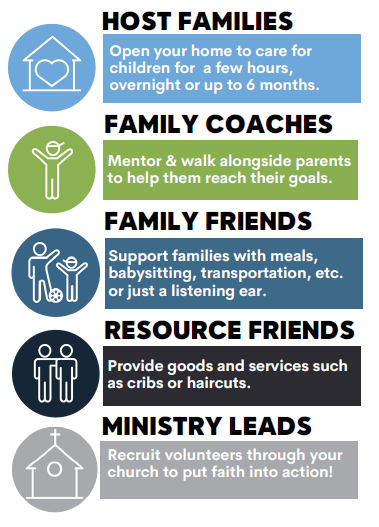 HOST FAMILIES
Open your home to care for
children for a few hours,
overnight or up to 6 months.
FAMILY COACHES
Mentor & walk alongside parents
to help them reach their goals.
FAMILY FRIENDS
Support families with meals,
babysitting, transportation, etc.
or just a listening ear.
RESOURCE FRIENDS
Provide goods and services such
as cribs or haircuts.
MINISTRY LEADS
Recruit volunteers through your
church to put faith into action!